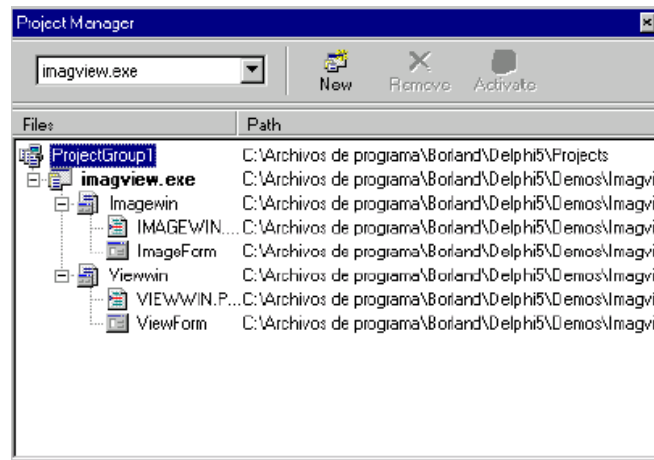 Project Manager
imagview.exe
New Remove Activate
Files Path
ProjectGroup1 C:\Archivos de programa\Borland\Delphi5\Projects
imagview.exe C:\Archivos de programa\Borland\Delphi5\Demos\Imagvi
Imagewin C:\Archivos de programa\Borland\Delphi5\Demos\Imagvi
IMAGEWIN.... C:\Archivos de programa\Borland\Delphi5\Demos\Imagvi
ImageForm C:\Archivos de programa\Borland\Delphi5\Demos\Imagvi
Viewwin C:\Archivos de programa\Borland\Delphi5\Demos\Imagvi
VIEWWIN.P... C:\Archivos de programa\Borland\Delphi5\Demos\Imagvi
ViewForm C:\Archivos de programa\Borland\Delphi5\Demos\Imagvi